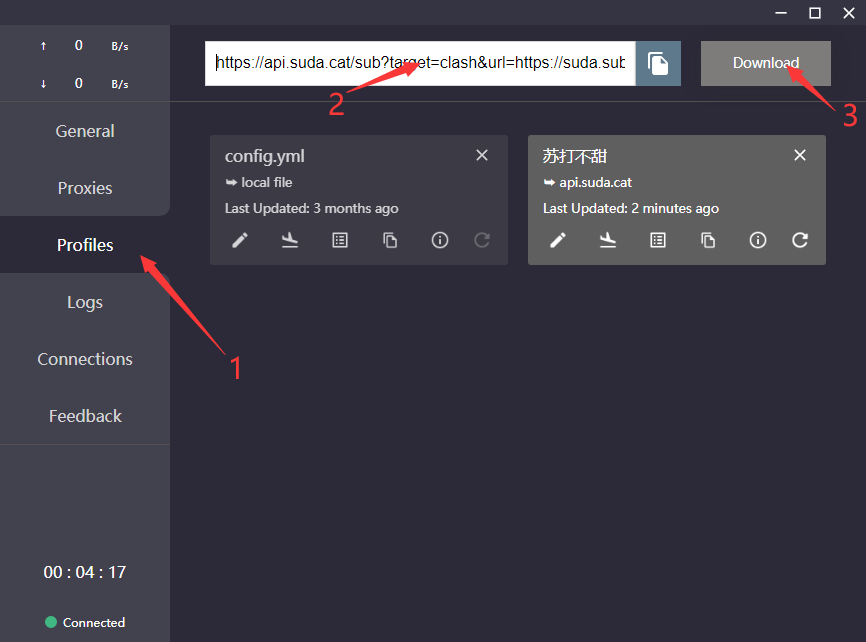 ↑ 0 B/s
↓ 0 B/s
General
Proxies
Profiles
Logs
Connections
Feedback
00 : 04 : 17
Connected
https://api.suda.cat/sub?target=clash&url=https://suda.sub
Download
config.yml
local file
Last Updated: 3 months ago
苏打不甜
api.suda.cat
Last Updated: 2 minutes ago
1
2
3